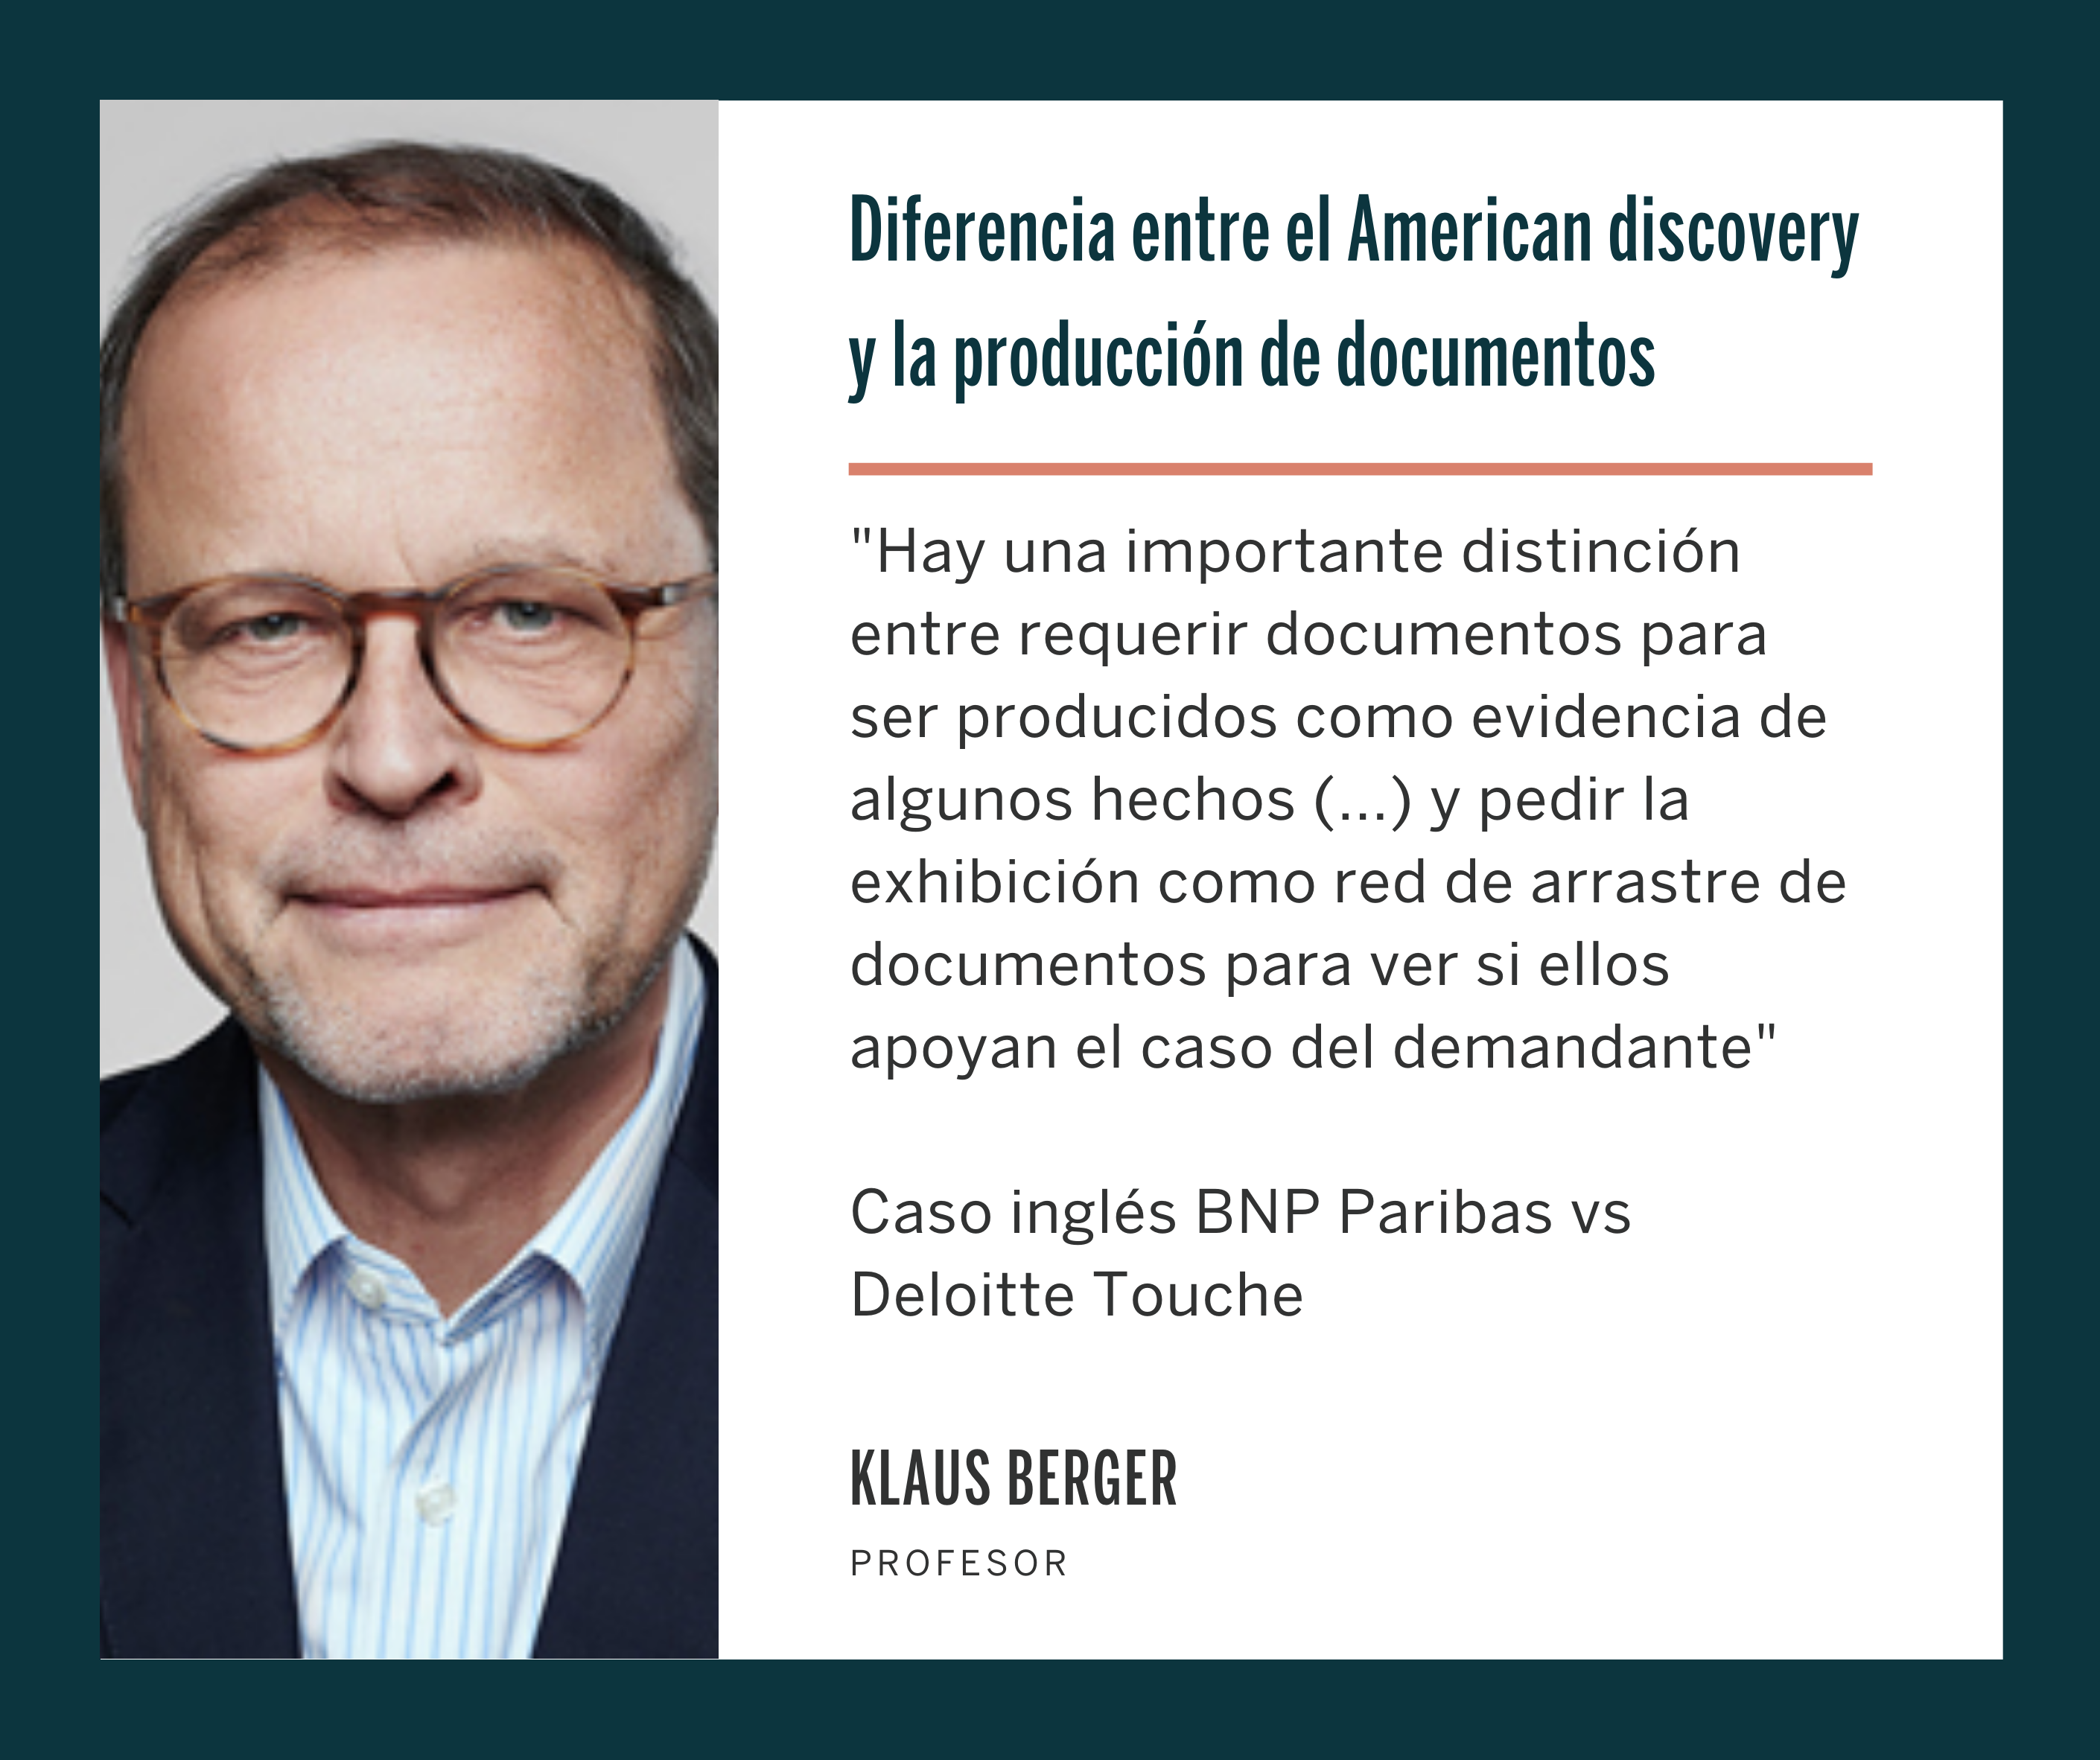 Diferencia entre el American discovery
y la producción de documentos
"Hay una importante distinción
entre requerir documentos para
ser producidos como evidencia de
algunos hechos (...) y pedir la
exhibición como red de arrastre de
documentos para ver si ellos
apoyan el caso del demandante"
Caso inglés BNP Paribas vs
Deloitte Touche
KLAUS BERGER
PROFESOR